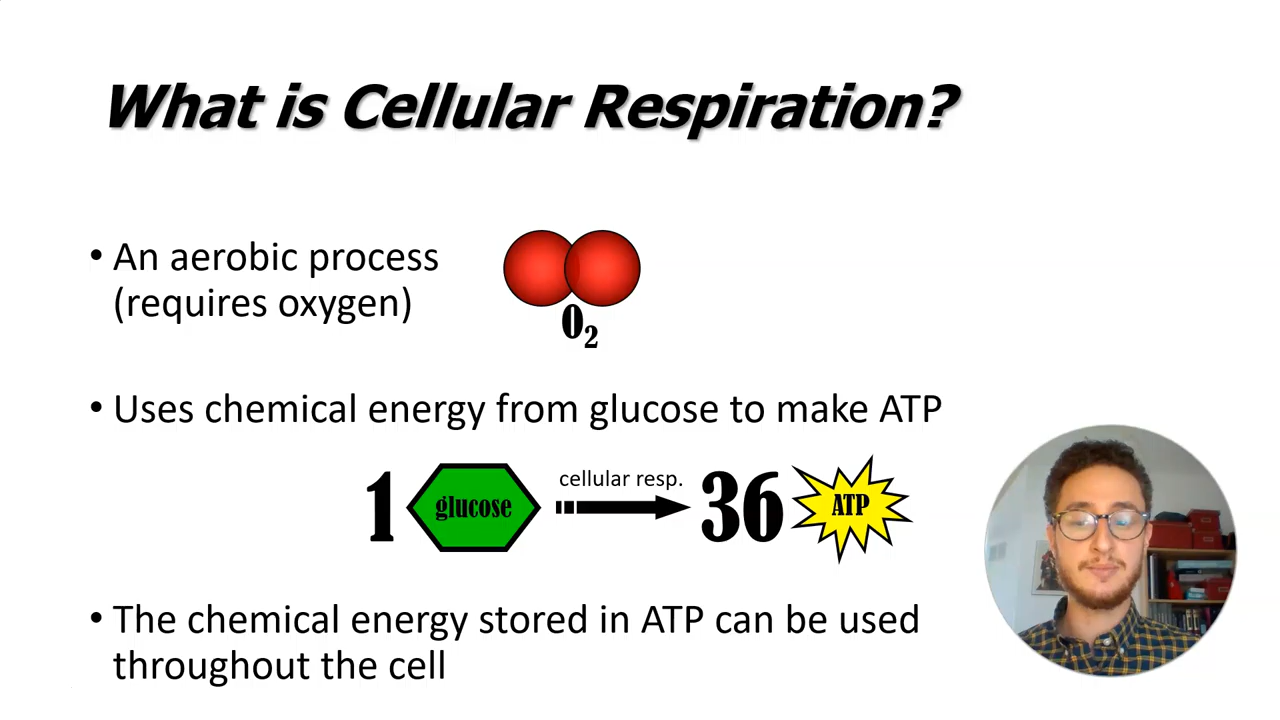 What is Cellular Respiration?
• An aerobic process
(requires oxygen)
O₂
• Uses chemical energy from glucose to make ATP
1 glucose cellular resp. 36 ATP
• The chemical energy stored in ATP can be used
throughout the cell